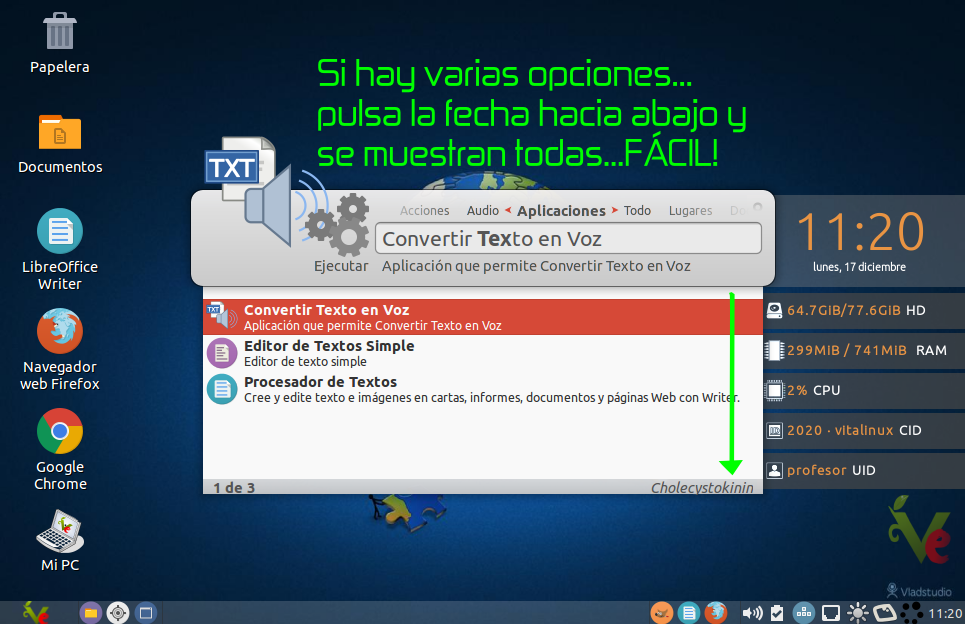 Papelera
Documentos
LibreOffice
Writer
Navegador
web Firefox
Google
Chrome
Mi PC
Si hay varias opciones...
pulsa la fecha hacia abajo y
se muestran todas...FÁCIL!
TXT
Acciones Audio Aplicaciones Todo Lugares Do
Convertir Texto en Voz
Ejecutar Aplicación que permite Convertir Texto en Voz
TXT
Convertir Texto en Voz
Aplicación que permite Convertir Texto en Voz
Editor de Textos Simple
Editor de texto simple
Procesador de Textos
Cree y edite texto e imágenes en cartas, informes, documentos y páginas Web con Writer.
1 de 3 Cholecystokinin
11:20
lunes, 17 diciembre
64.7GIB/77.6GIB HD
299MIB / 741MIB RAM
2% CPU
2020 · vitalinux CID
profesor UID
Ve
Vladstudio
11:20